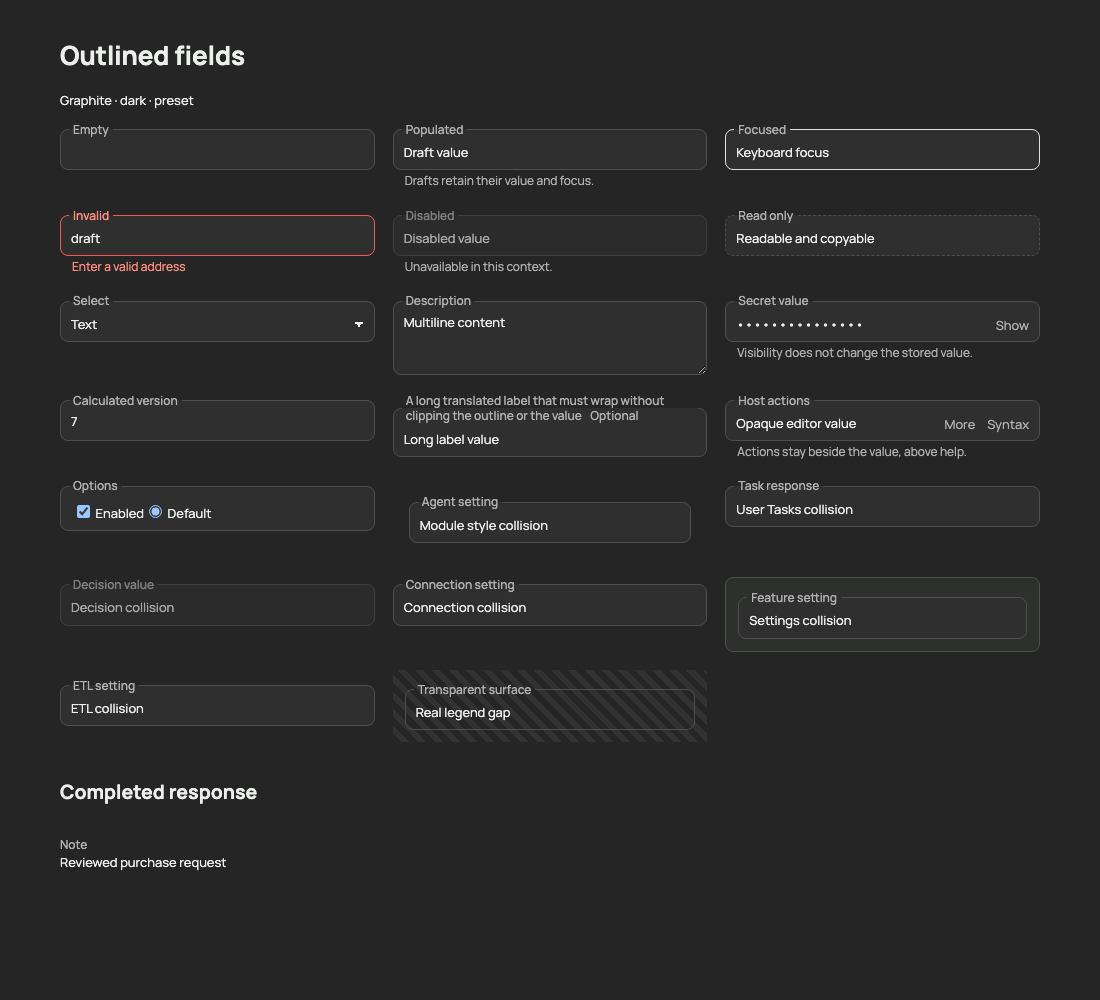 Outlined fields
Graphite · dark · preset
Empty
Populated
Draft value
Drafts retain their value and focus.
Focused
Keyboard focus
Invalid
draft
Enter a valid address
Disabled
Disabled value
Unavailable in this context.
Read only
Readable and copyable
Select
Text
Description
Multiline content
Secret value
•••••••••••••••
Show
Visibility does not change the stored value.
Calculated version
7
A long translated label that must wrap without
clipping the outline or the value Optional
Long label value
Host actions
Opaque editor value More Syntax
Actions stay beside the value, above help.
Options
Enabled Default
Agent setting
Module style collision
Task response
User Tasks collision
Decision value
Decision collision
Connection setting
Connection collision
Feature setting
Settings collision
ETL setting
ETL collision
Transparent surface
Real legend gap
Completed response
Note
Reviewed purchase request